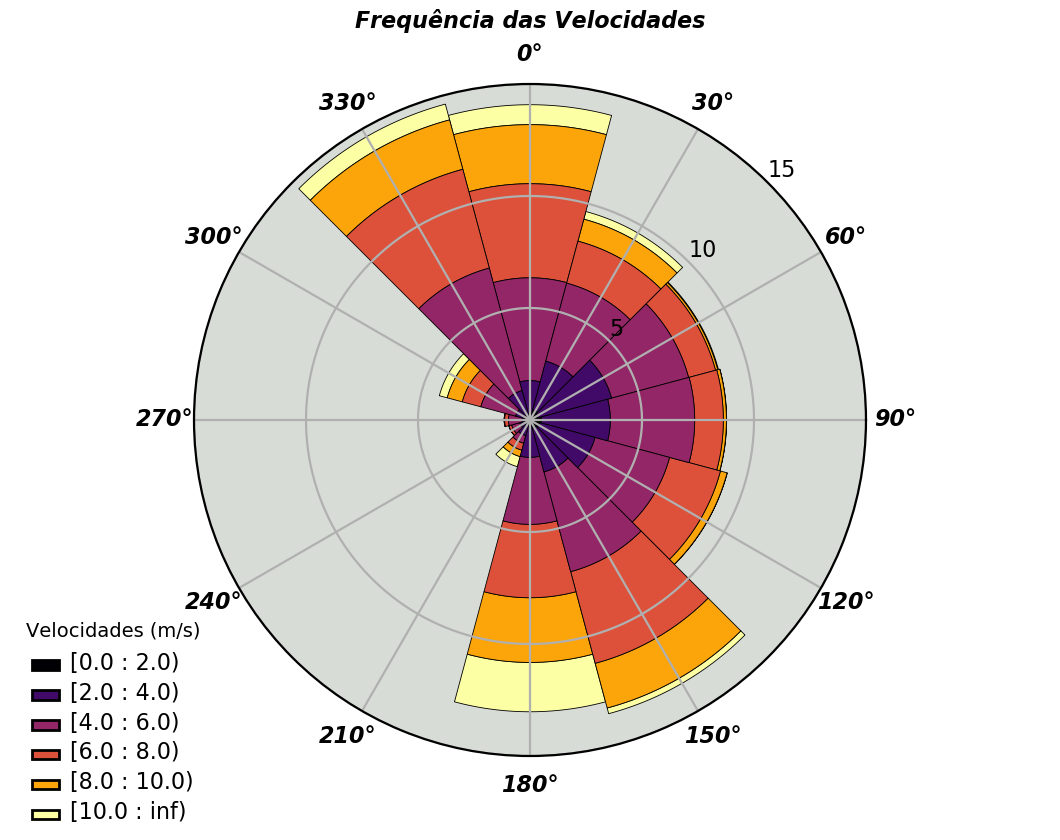 Frequência das Velocidades
0°
330°
30°
15
300°
60°
10
5
270°
90°
240°
120°
210°
150°
180°
Velocidades (m/s)
[0.0 : 2.0)
[2.0 : 4.0)
[4.0 : 6.0)
[6.0 : 8.0)
[8.0 : 10.0)
[10.0 : inf)